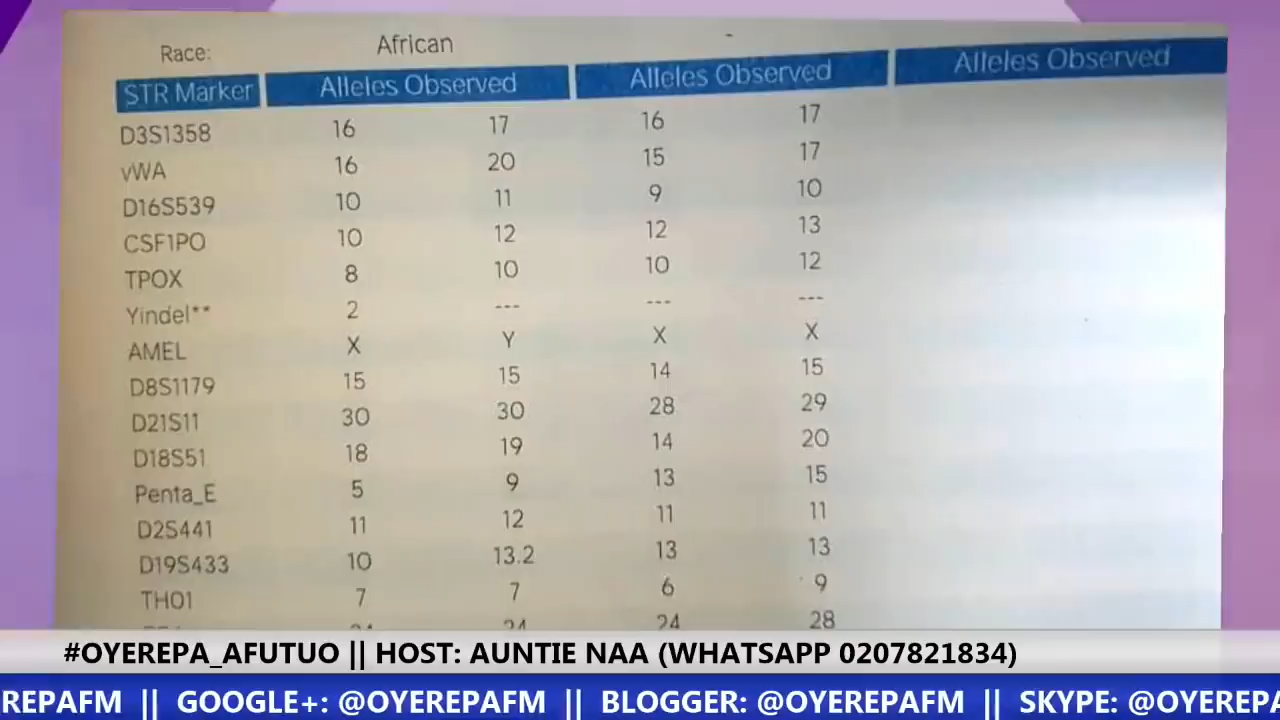 Race: African -
STR Marker Alleles Observed Alleles Observed Alleles Observed
D3S1358 16 17 16 17
vWA 16 20 15 17
D16S539 10 11 9 10
CSF1PO 10 12 12 13
TPOX 8 10 10 12
Yindel** 2 --- --- ---
AMEL X Y X X
D8S1179 15 15 14 15
D21S11 30 30 28 29
D18S51 18 19 14 20
Penta_E 5 9 13 15
D2S441 11 12 11 11
D19S433 10 13.2 13 13
TH01 7 7 6 9
24 28
#OYEREPA_AFUTUO || HOST: AUNTIE NAA (WHATSAPP 0207821834)
REPAFM || GOOGLE+: @OYEREPAFM || BLOGGER: @OYEREPAFM || SKYPE: @OYEREPA